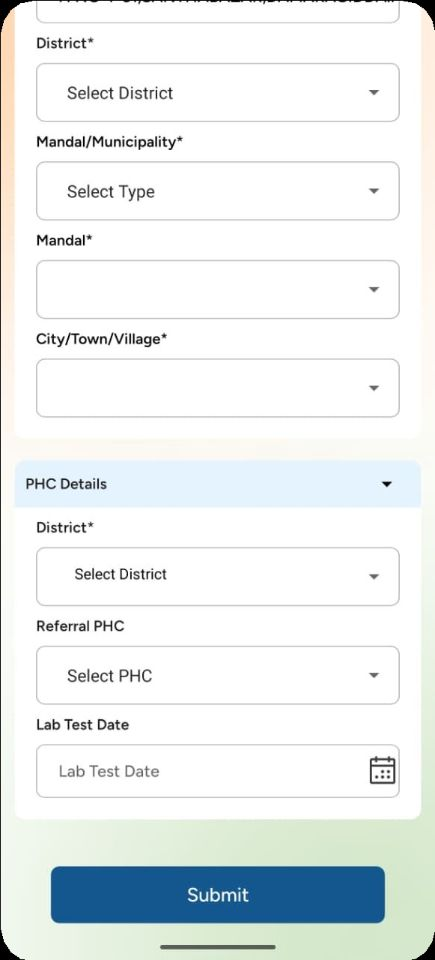 District*
Select District
Mandal/Municipality*
Select Type
Mandal*
City/Town/Village*
PHC Details
District*
Select District
Referral PHC
Select PHC
Lab Test Date
Lab Test Date
Submit